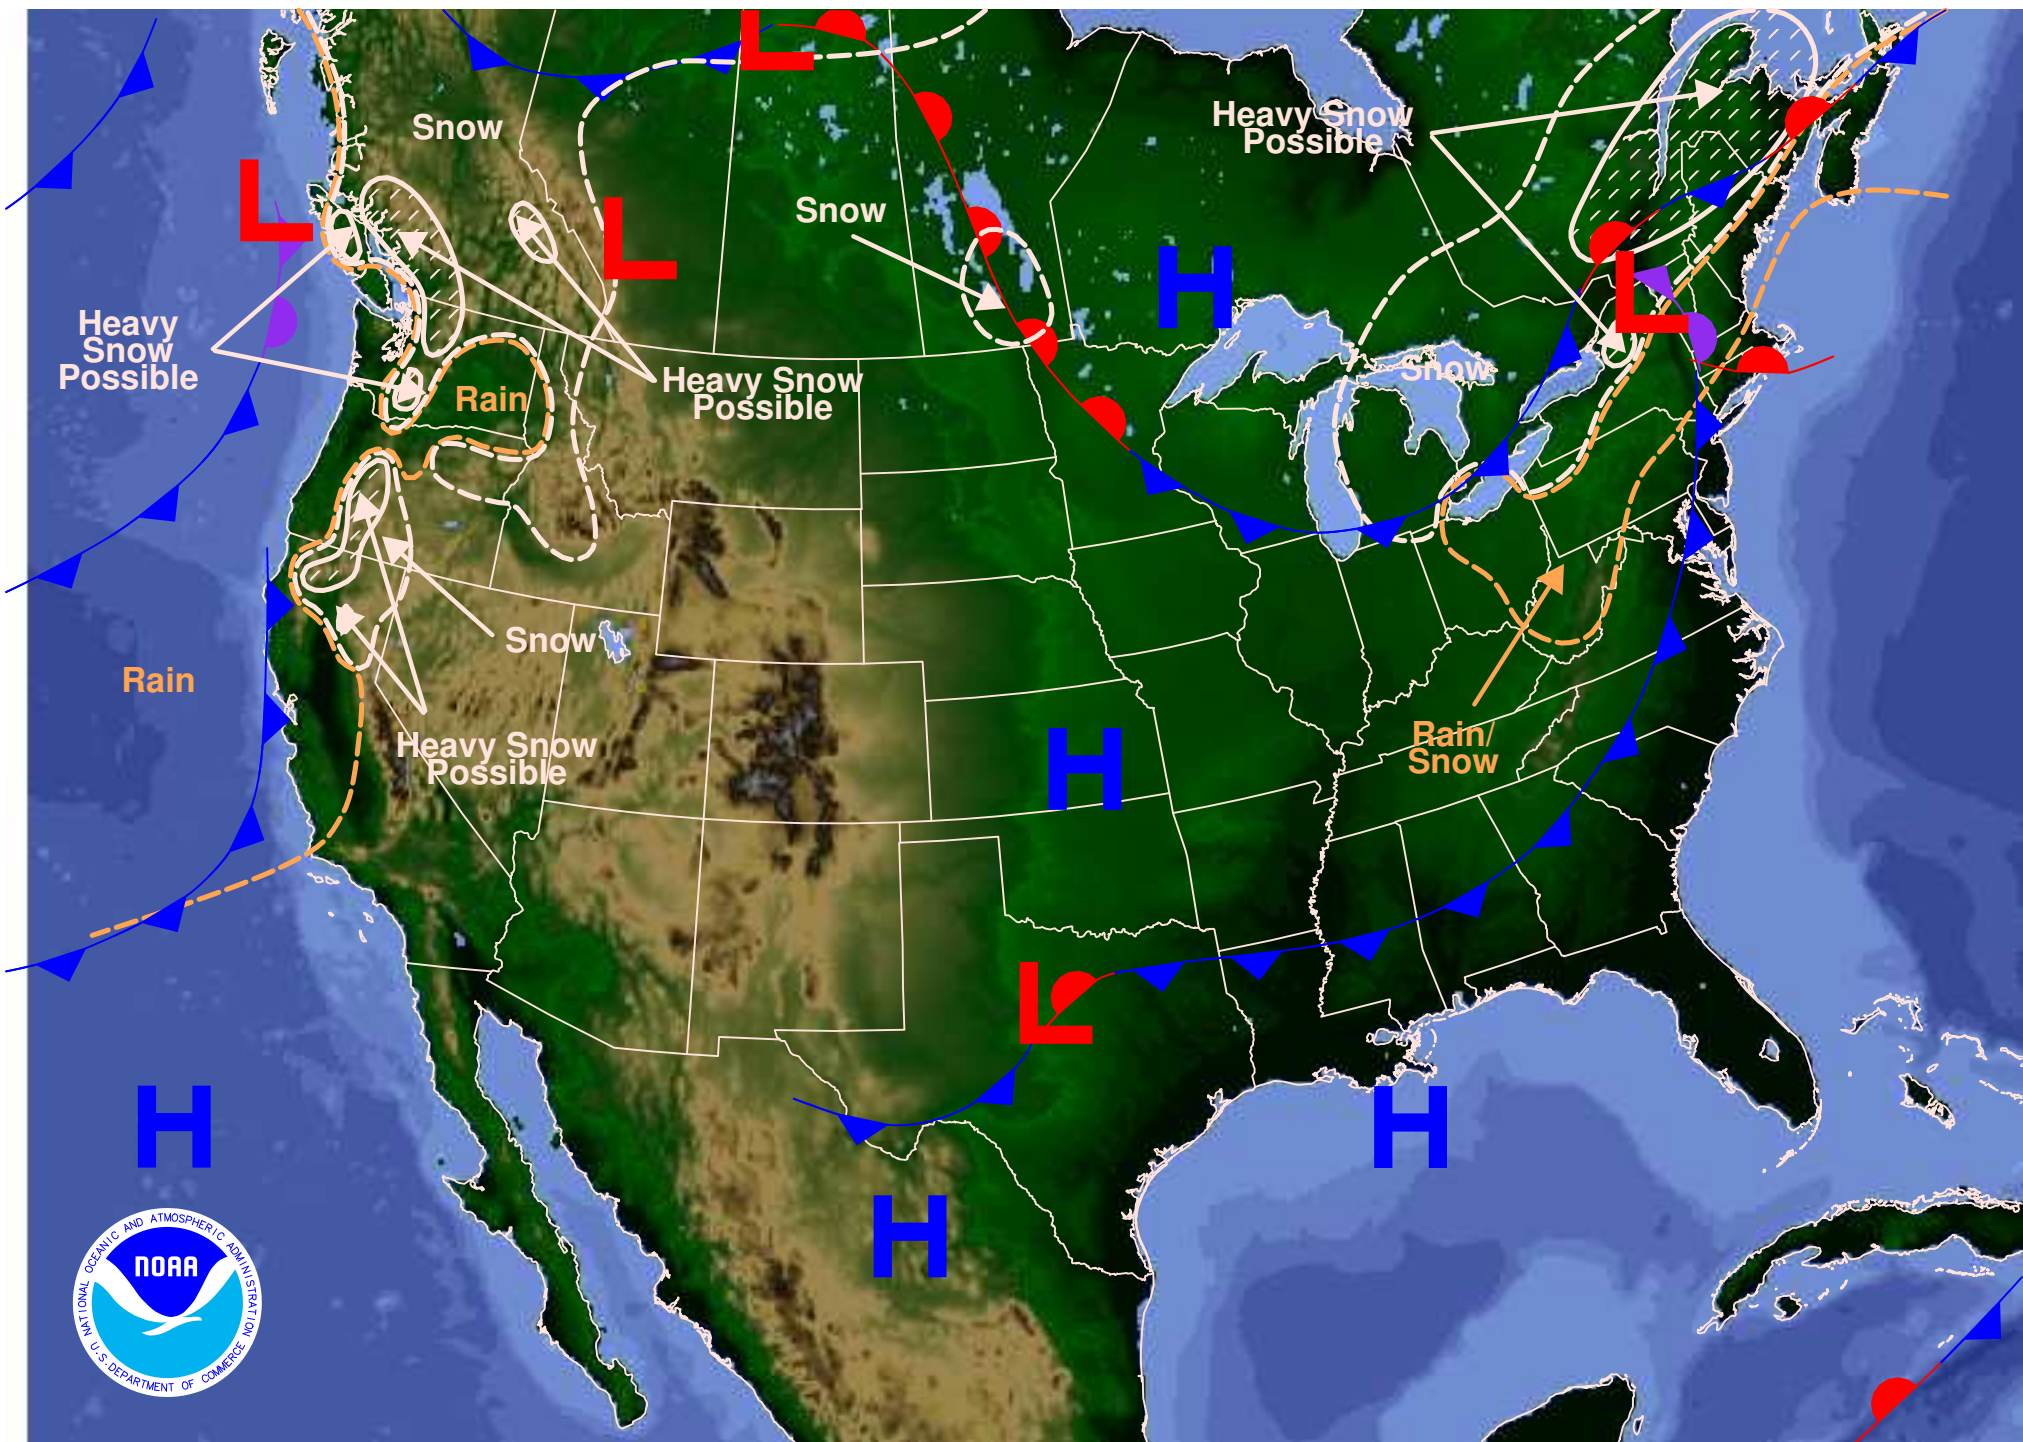 L
Snow
Heavy Snow
Possible
L
L
Snow
H
L
Heavy
Snow
Possible
Rain
Heavy Snow
Possible
Snow
Snow
Rain
Heavy Snow
Possible
H
Rain/
Snow
L
H
H
H
NATIONAL OCEANIC AND ATMOSPHERIC ADMINISTRATION
NOAA
U.S. DEPARTMENT OF COMMERCE